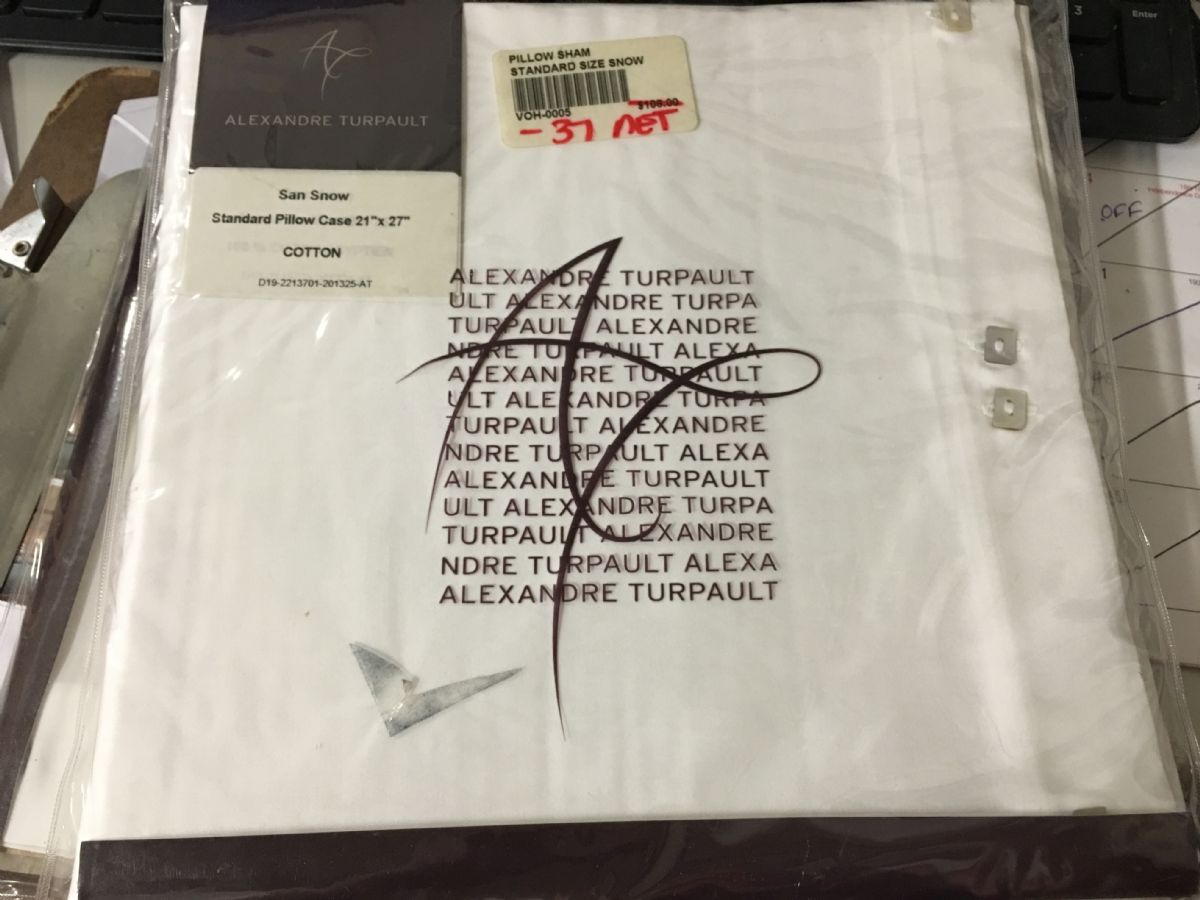 ALEXANDRE TURPAULT
PILLOW SHAM
STANDARD SIZE SNOW
VOH-0005
$108.00
- 37 NET
San Snow
Standard Pillow Case 21"x 27"
COTTON
D19-2213701-201325-AT
ALEXANDRE TURPAULT
ULT ALEXANDRE TURPA
TURPAULT ALEXANDRE
NDRE TURPAULT ALEXA
ALEXANDRE TURPAULT
ULT ALEXANDRE TURPA
TURPAULT ALEXANDRE
NDRE TURPAULT ALEXA
ALEXANDRE TURPAULT
ULT ALEXANDRE TURPA
TURPAULT ALEXANDRE
NDRE TURPAULT ALEXA
ALEXANDRE TURPAULT
3
Enter
OFF